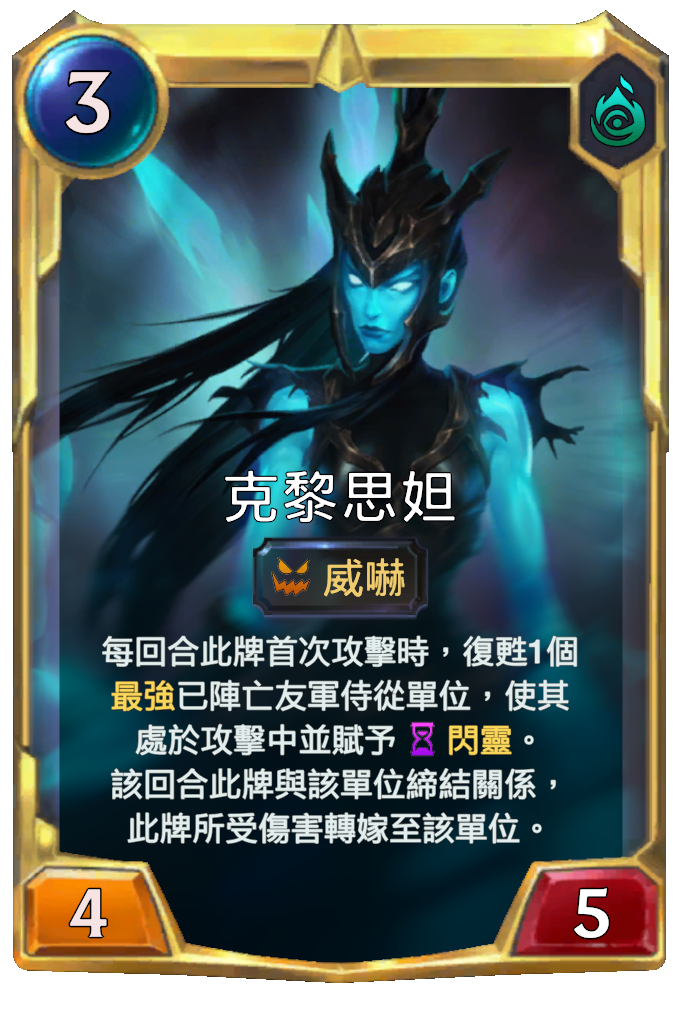 3
克黎思妲
威嚇
每回合此牌首次攻擊時，復甦1個
最強已陣亡友軍侍從單位，使其
處於攻擊中並賦予 閃靈。
該回合此牌與該單位締結關係，
此牌所受傷害轉嫁至該單位。
4
5